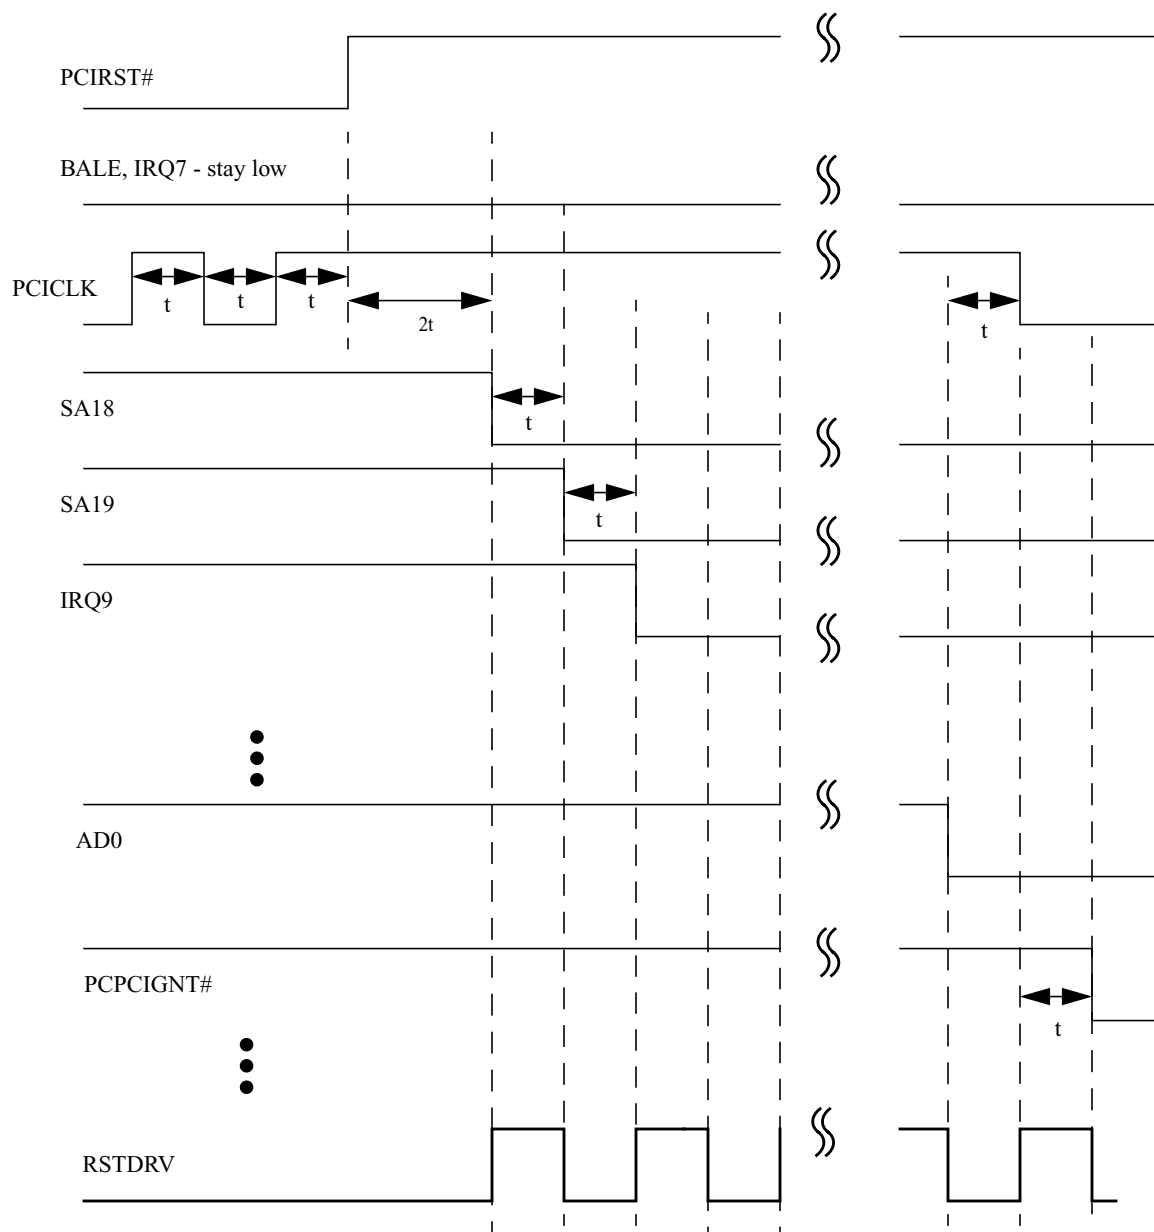 PCIRST#
BALE, IRQ7 - stay low
PCICLK
t
t
t
2t
t
SA18
t
SA19
t
IRQ9
AD0
PCPCIGNT#
t
RSTDRV